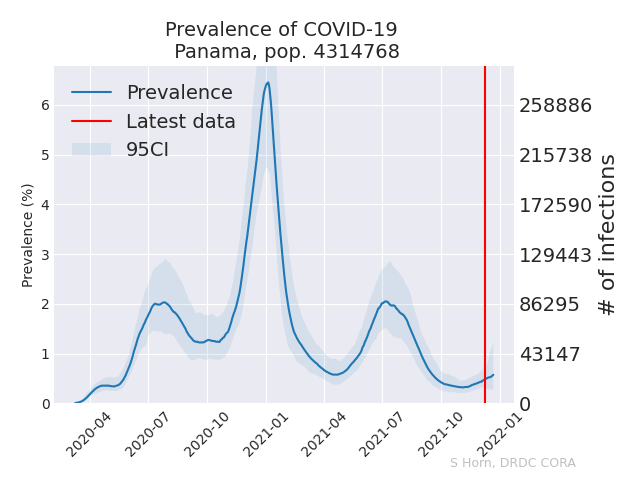 Prevalence of COVID-19
Panama, pop. 4314768
Prevalence
Latest data
95CI
Prevalence (%)
6
5
4
3
2
1
0
258886
215738
172590
129443
86295
43147
0
# of infections
2020-04
2020-07
2020-10
2021-01
2021-04
2021-07
2021-10
2022-01
S Horn, DRDC CORA